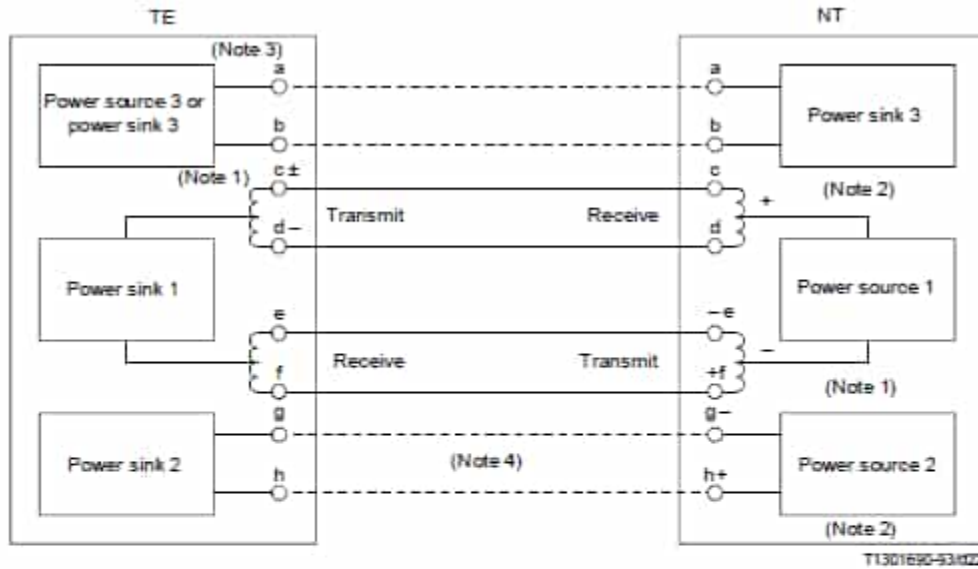 TE NT
(Note 3)
a a
Power source 3 or
power sink 3
Power sink 3
b b
(Note 1)
c ± c
(Note 2)
+
Transmit Receive
d – d
Power sink 1
Power source 1
e – e
–
Receive Transmit
f +f
(Note 1)
g g –
Power sink 2
(Note 4)
Power source 2
h h+
(Note 2)
T1301690-93/d22